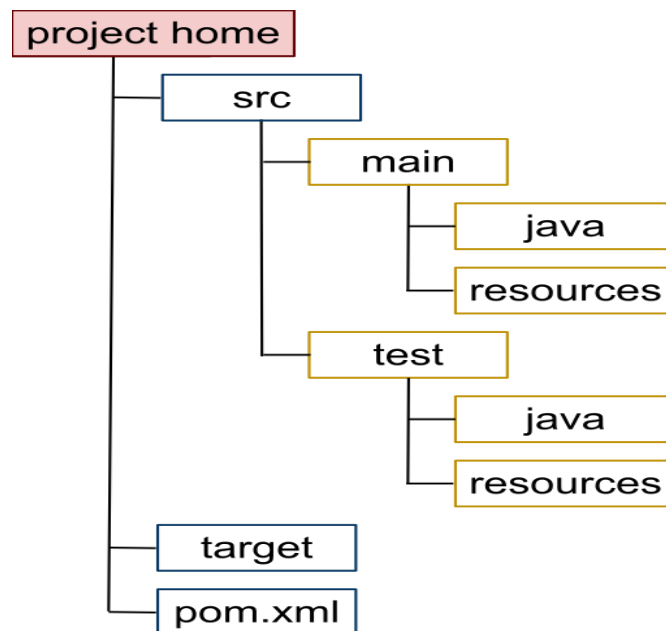 project home
src
main
java
resources
test
java
resources
target
pom.xml